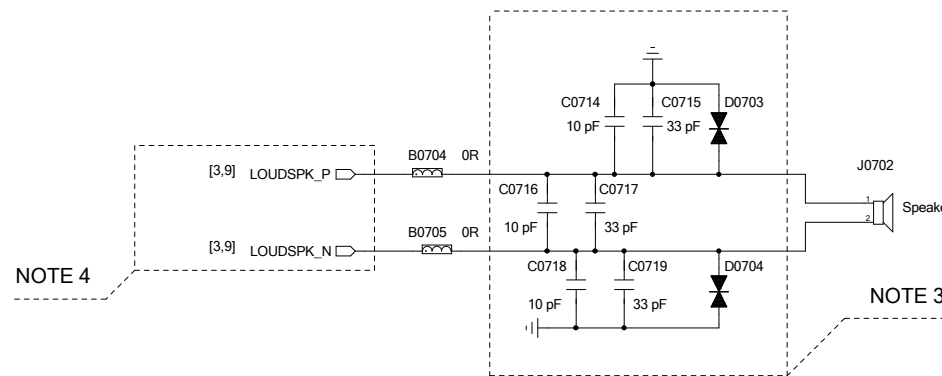 C0714 C0715 D0703
10 pF 33 pF
B0704 0R
J0702
[3,9] LOUDSPK_P
C0716 C0717
1
2
10 pF 33 pF
B0705 0R
[3,9] LOUDSPK_N
C0718 C0719 D0704
NOTE 4
10 pF 33 pF
NOTE 3